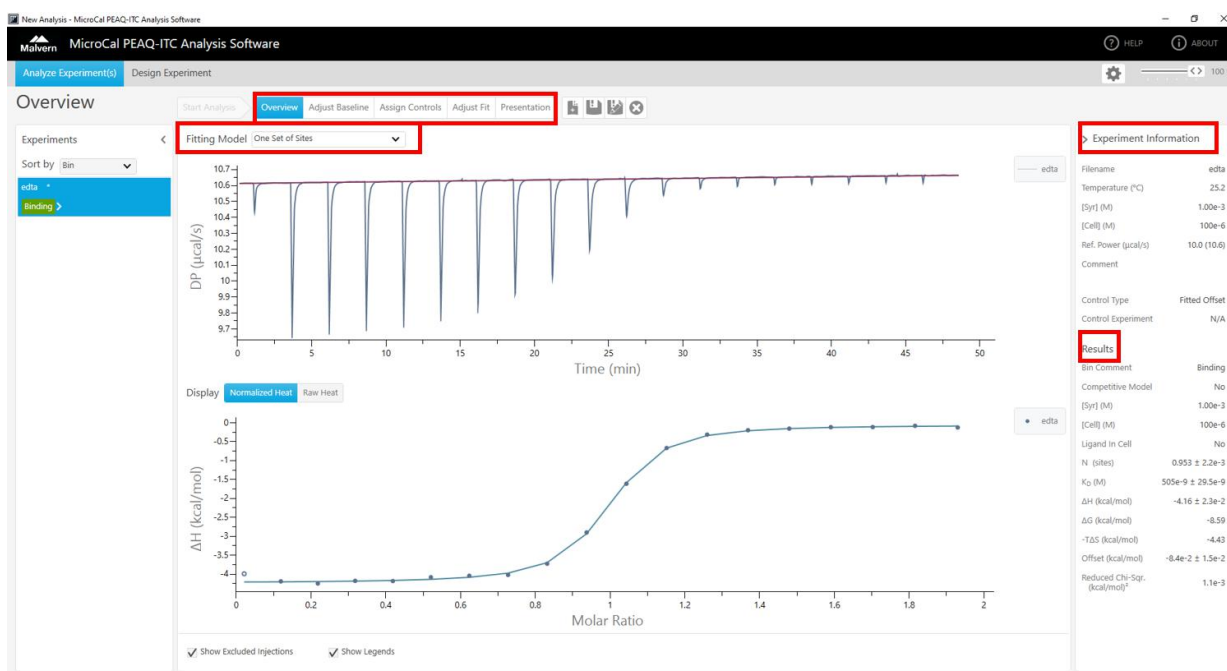 New Analysis - MicroCal PEAQ-ITC Analysis Software
Malvern MicroCal PEAQ-ITC Analysis Software
HELP ABOUT
Analyze Experiment(s) Design Experiment
100
Overview
Start Analysis Overview Adjust Baseline Assign Controls Adjust Fit Presentation
Experiments
Sort by Bin
edta *
Binding
Fitting Model One Set of Sites
10.7
10.6
10.5
10.4
10.3
10.2
10.1
10
9.9
9.8
9.7
DP (µcal/s)
0 5 10 15 20 25 30 35 40 45 50
Time (min)
edta
Display Normalized Heat Raw Heat
0
-0.5
-1
-1.5
-2
-2.5
-3
-3.5
-4
ΔH (kcal/mol)
0 0.2 0.4 0.6 0.8 1 1.2 1.4 1.6 1.8 2
Molar Ratio
edta
Show Excluded Injections Show Legends
Experiment Information
Filename edta
Temperature (°C) 25.2
[Syr] (M) 1.00e-3
[Cell] (M) 100e-6
Ref. Power (µcal/s) 10.0 (10.6)
Comment
Control Type Fitted Offset
Control Experiment N/A
Results
Bin Comment Binding
Competitive Model No
[Syr] (M) 1.00e-3
[Cell] (M) 100e-6
Ligand In Cell No
N (sites) 0.953 ± 2.2e-3
KD (M) 505e-9 ± 29.5e-9
ΔH (kcal/mol) -4.16 ± 2.3e-2
ΔG (kcal/mol) -8.59
-TΔS (kcal/mol) -4.43
Offset (kcal/mol) -8.4e-2 ± 1.5e-2
Reduced Chi-Sqr. 1.1e-3
(kcal/mol)²